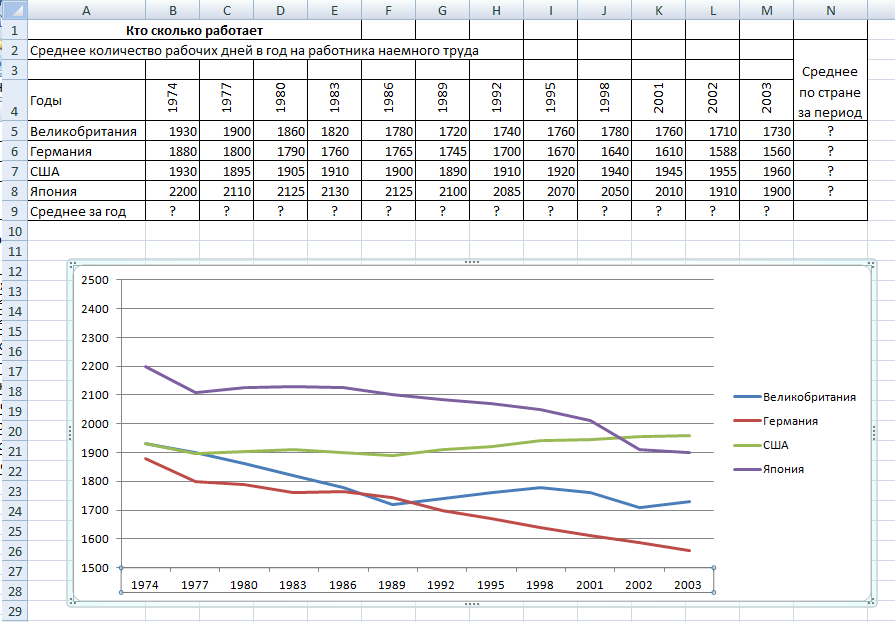 A B C D E F G H I J K L M N
1 Кто сколько работает
2 Среднее количество рабочих дней в год на работника наемного труда
3 Среднее
по стране
4 Годы 1974 1977 1980 1983 1986 1989 1992 1995 1998 2001 2002 2003 за период
5 Великобритания 1930 1900 1860 1820 1780 1720 1740 1760 1780 1760 1710 1730 ?
6 Германия 1880 1800 1790 1760 1765 1745 1700 1670 1640 1610 1588 1560 ?
7 США 1930 1895 1905 1910 1900 1890 1910 1920 1940 1945 1955 1960 ?
8 Япония 2200 2110 2125 2130 2125 2100 2085 2070 2050 2010 1910 1900 ?
9 Среднее за год ? ? ? ? ? ? ? ? ? ? ? ?
10
11
12
13
14
15
16
17
18
19
20
21
22
23
24
25
26
27
28
29
2500
2400
2300
2200
2100
2000
1900
1800
1700
1600
1500
1974 1977 1980 1983 1986 1989 1992 1995 1998 2001 2002 2003
Великобритания
Германия
США
Япония